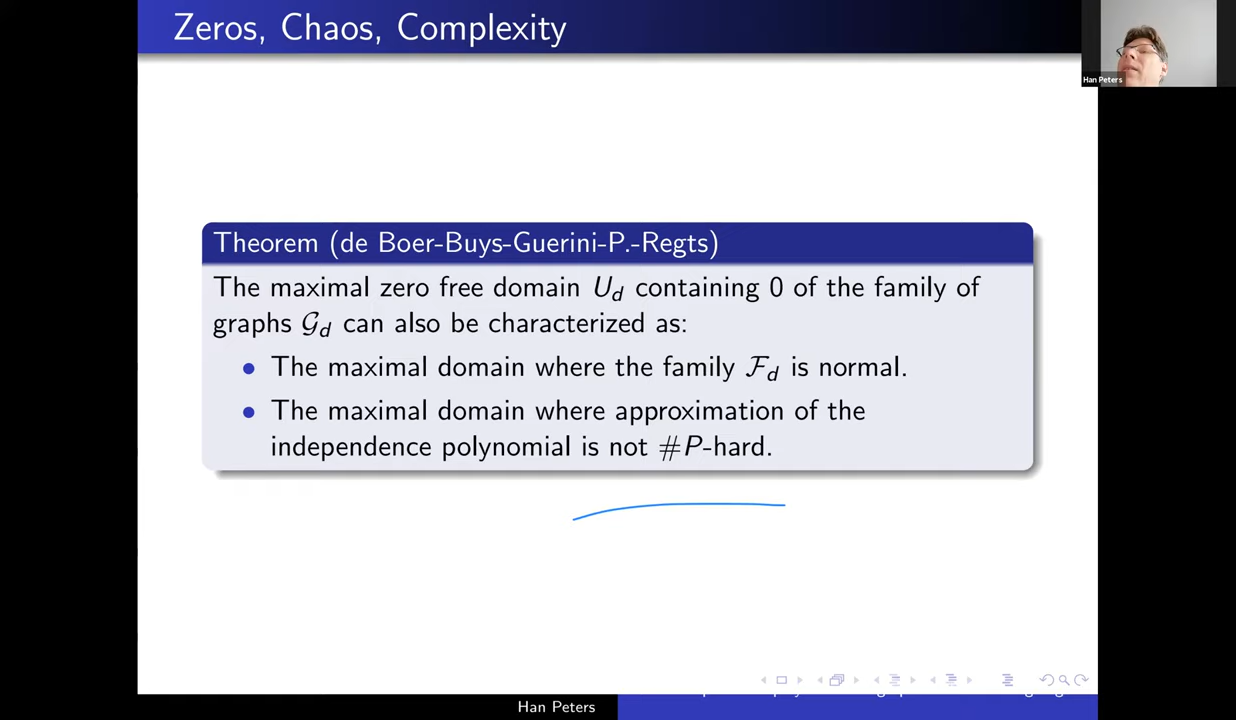 Zeros, Chaos, Complexity
Han Peters
Theorem (de Boer-Buys-Guerini-P.-Regts)
The maximal zero free domain U_d containing 0 of the family of
graphs 𝒢_d can also be characterized as:
• The maximal domain where the family ℱ_d is normal.
• The maximal domain where approximation of the
independence polynomial is not #P-hard.
Han Peters